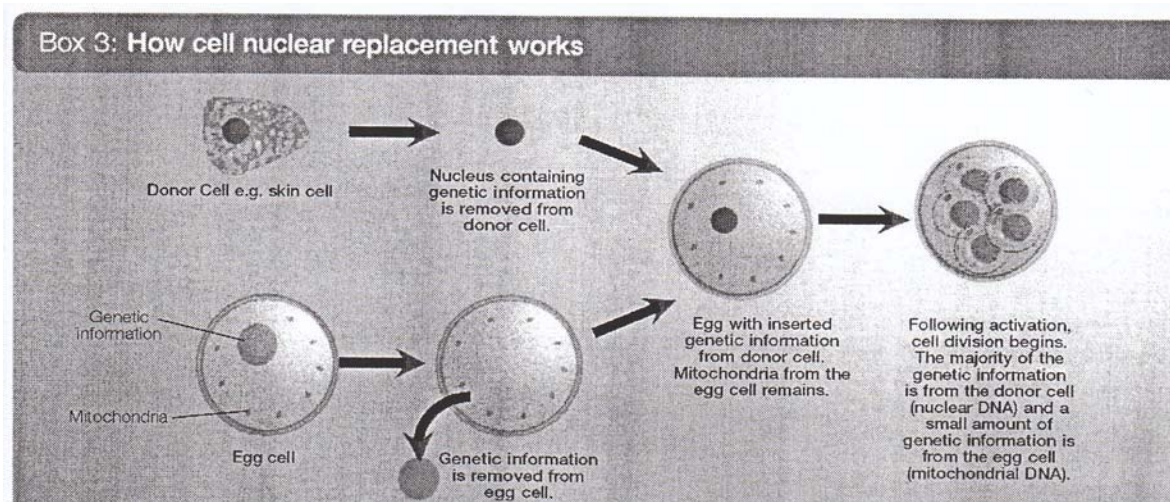 Box 3: How cell nuclear replacement works
Donor Cell e.g. skin cell
Nucleus containing
genetic information
is removed from
donor cell.
Genetic
information
Mitochondria
Egg cell
Genetic information
is removed from
egg cell.
Egg with inserted
genetic information
from donor cell.
Mitochondria from the
egg cell remains.
Following activation,
cell division begins.
The majority of the
genetic information
is from the donor cell
(nuclear DNA) and a
small amount of
genetic information is
from the egg cell
(mitochondrial DNA).